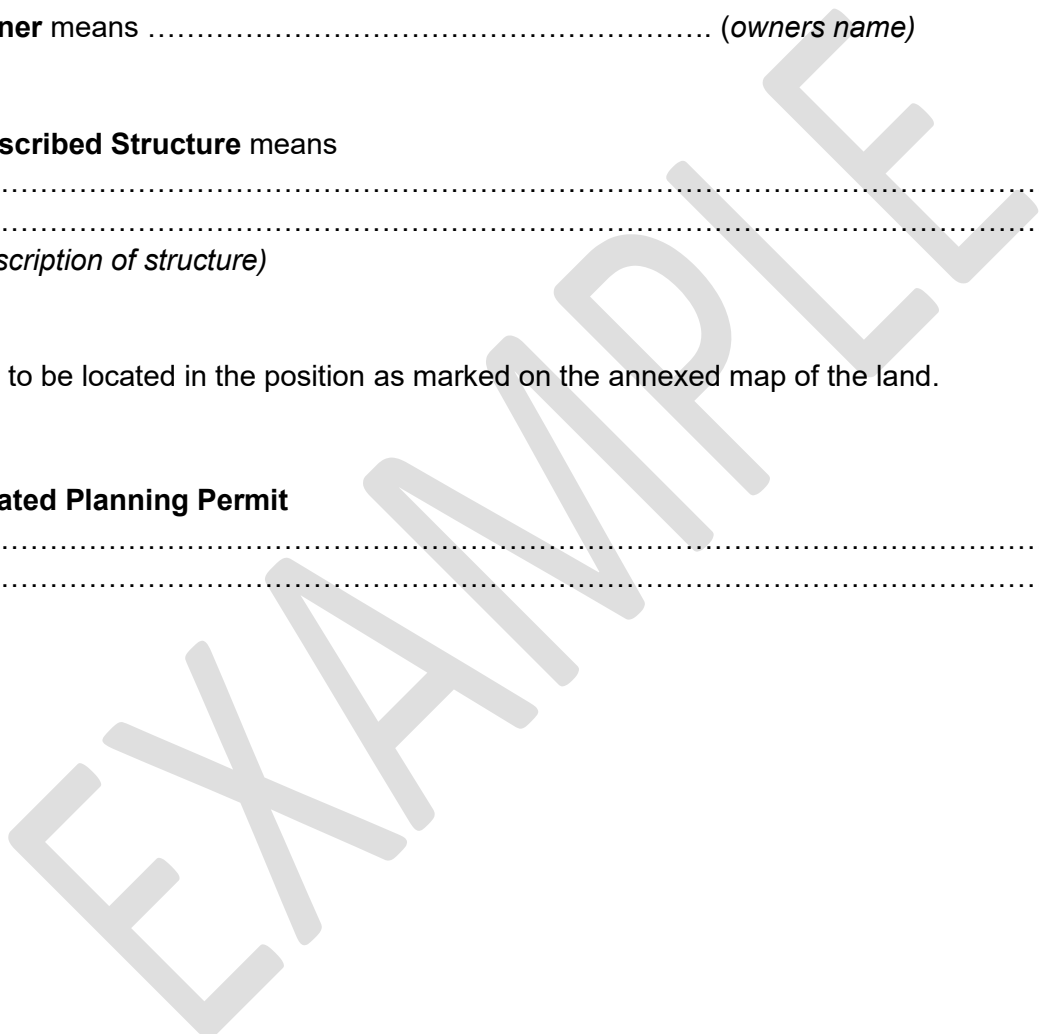 ner means ……………………………………………….. (owners name)
scribed Structure means
…………………………………………………………………………………………
…………………………………………………………………………………………
scription of structure)
to be located in the position as marked on the annexed map of the land.
ated Planning Permit
…………………………………………………………………………………………
…………………………………………………………………………………………
EXAMPLE